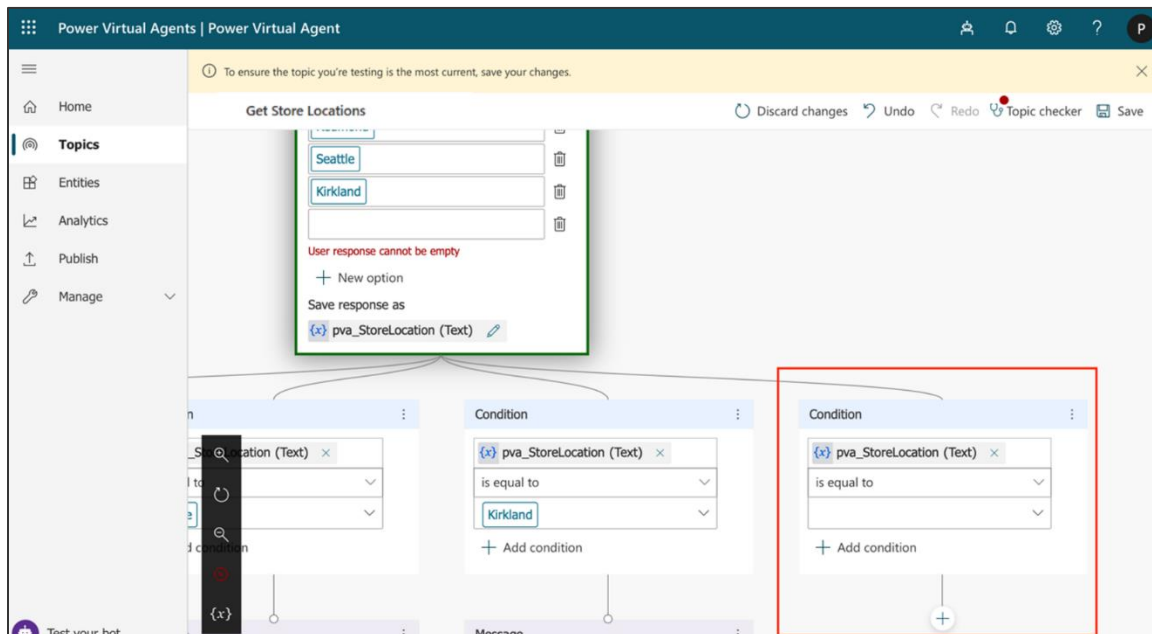 Power Virtual Agents | Power Virtual Agent
?
P
To ensure the topic you're testing is the most current, save your changes.
Home
Topics
Entities
Analytics
Publish
Manage
Get Store Locations
Discard changes
Undo
Redo
Topic checker
Save
Seattle
Kirkland
User response cannot be empty
+ New option
Save response as
{x} pva_StoreLocation (Text)
Condition
{x} pva_StoreLocation (Text) ×
is equal to
Kirkland
+ Add condition
Condition
{x} pva_StoreLocation (Text) ×
is equal to
+ Add condition
{x}
Test your bot
Message